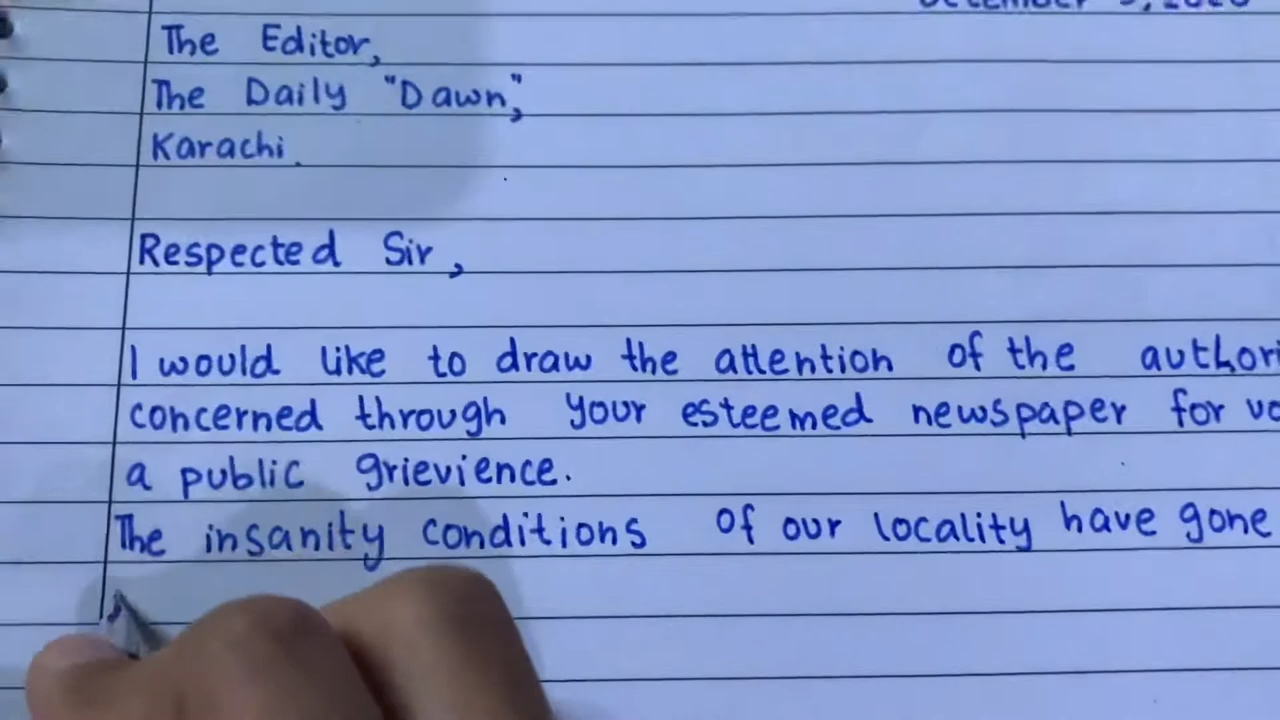 The Editor,
The Daily "Dawn",
Karachi.
Respected Sir,
I would like to draw the attention of the
concerned through your esteemed newspaper for
a public grievience.
The insanity conditions of our locality have gone